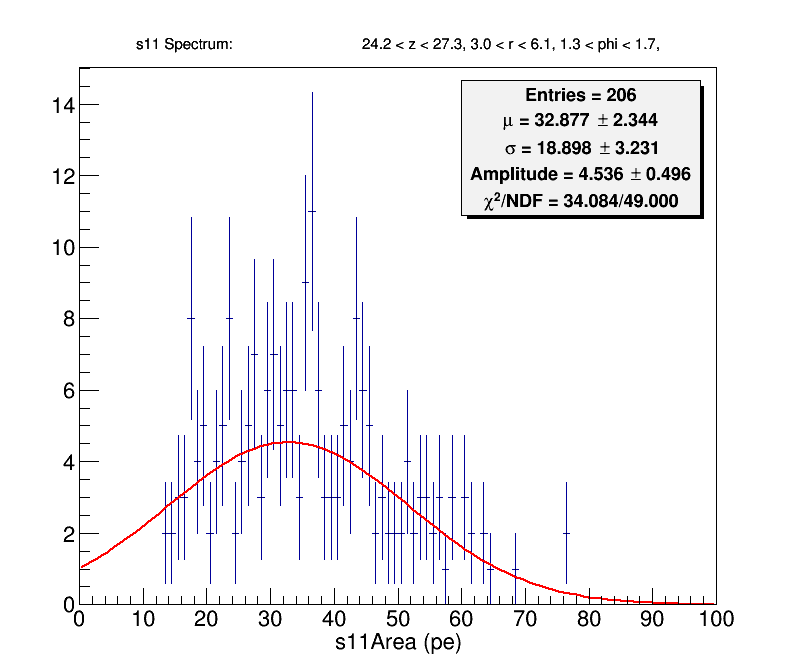 s11 Spectrum: 24.2 < z < 27.3, 3.0 < r < 6.1, 1.3 < phi < 1.7,
Entries = 206
μ = 32.877 ± 2.344
σ = 18.898 ± 3.231
Amplitude = 4.536 ± 0.496
χ²/NDF = 34.084/49.000
14
12
10
8
6
4
2
0
0 10 20 30 40 50 60 70 80 90 100
s11Area (pe)